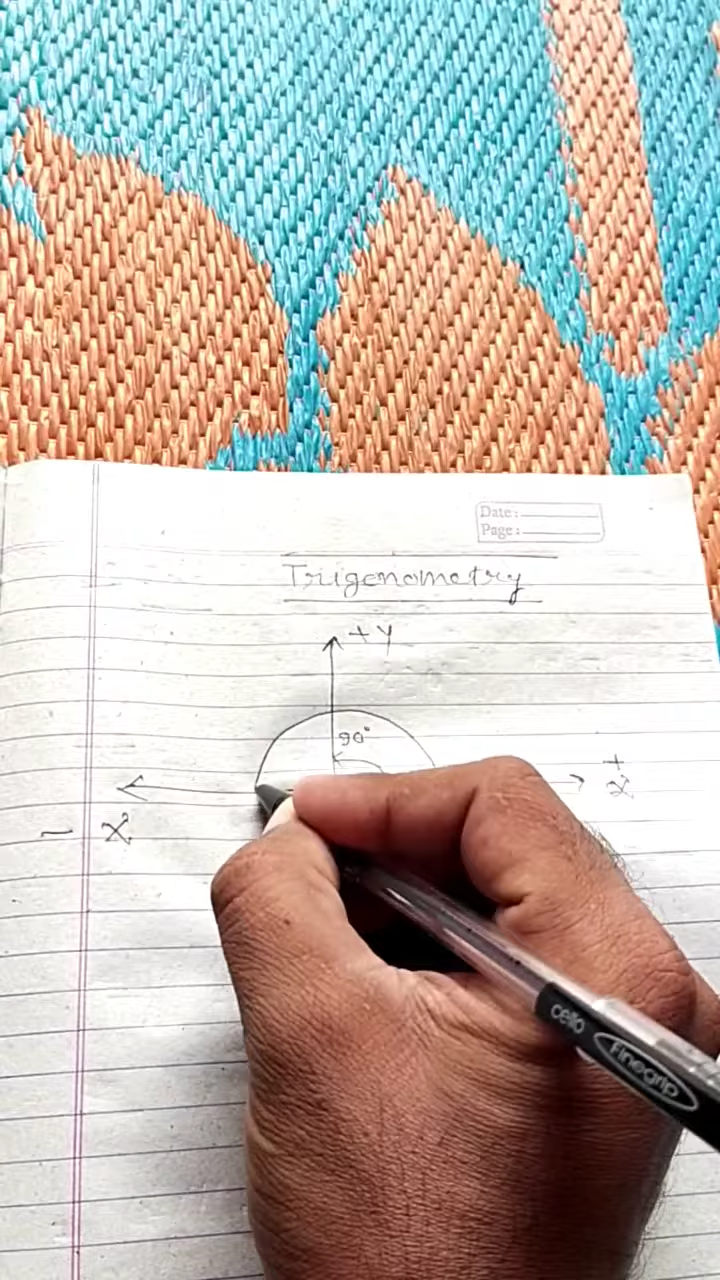 Date:
Page:
Trigenometry
+ Y
90°
+
X
- X
cello Finegrip